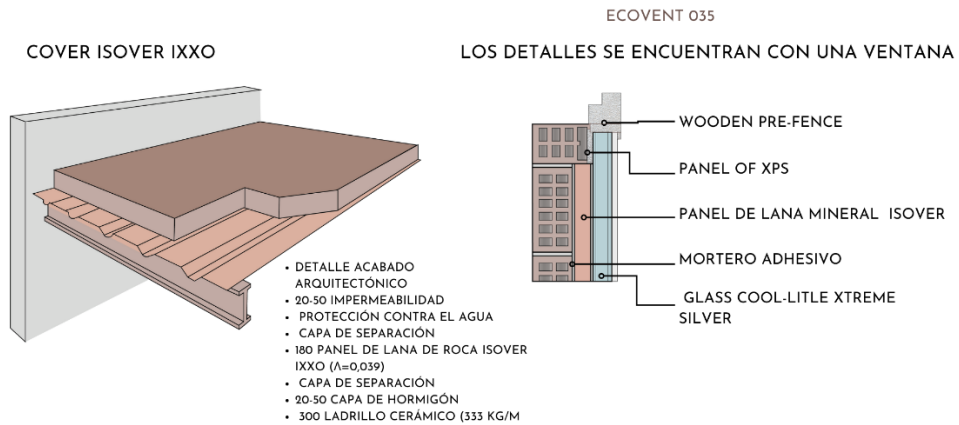 ECOVENT 035
COVER ISOVER IXXO
LOS DETALLES SE ENCUENTRAN CON UNA VENTANA
WOODEN PRE-FENCE
PANEL OF XPS
PANEL DE LANA MINERAL ISOVER
MORTERO ADHESIVO
GLASS COOL-LITLE XTREME
SILVER
• DETALLE ACABADO
ARQUITECTÓNICO
• 20-50 IMPERMEABILIDAD
• PROTECCIÓN CONTRA EL AGUA
• CAPA DE SEPARACIÓN
• 180 PANEL DE LANA DE ROCA ISOVER
IXXO (Λ=0,039)
• CAPA DE SEPARACIÓN
• 20-50 CAPA DE HORMIGÓN
• 300 LADRILLO CERÁMICO (333 KG/M